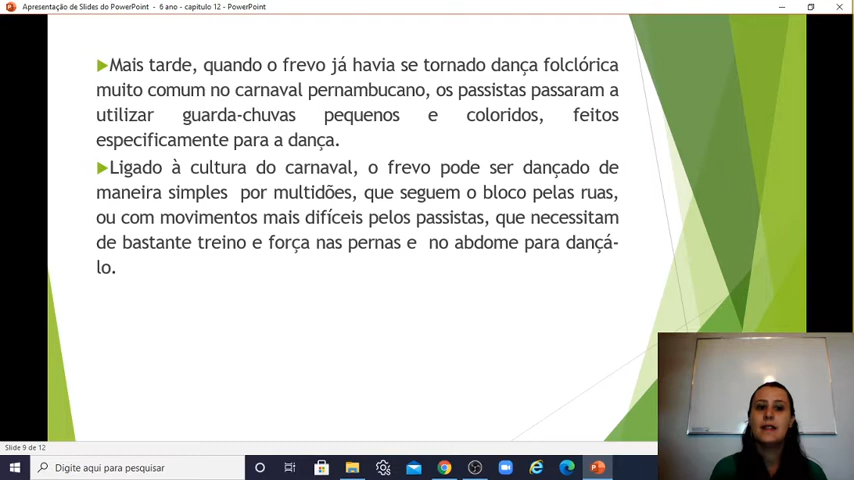 Apresentação de Slides do PowerPoint - 6 ano - capitulo 12 - PowerPoint
Mais tarde, quando o frevo já havia se tornado dança folclórica
muito comum no carnaval pernambucano, os passistas passaram a
utilizar guarda-chuvas pequenos e coloridos, feitos
especificamente para a dança.
Ligado à cultura do carnaval, o frevo pode ser dançado de
maneira simples por multidões, que seguem o bloco pelas ruas,
ou com movimentos mais difíceis pelos passistas, que necessitam
de bastante treino e força nas pernas e no abdome para dançá-
lo.
Slide 9 de 12
Digite aqui para pesquisar